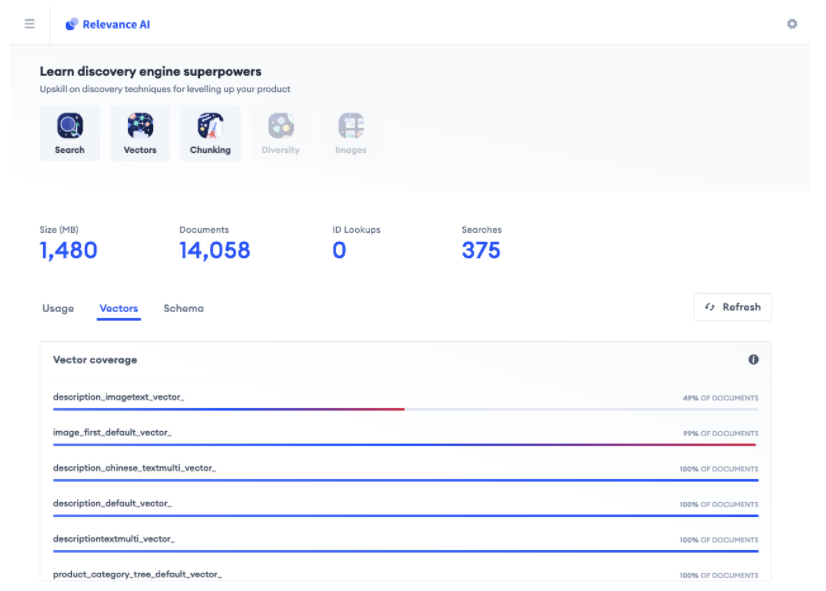 Relevance AI
Learn discovery engine superpowers
Upskill on discovery techniques for levelling up your product
Search Vectors Chunking Diversity Images
Size (MB) Documents ID Lookups Searches
1,480 14,058 0 375
Usage Vectors Schema Refresh
Vector coverage
description_imagetext_vector_ 49% OF DOCUMENTS
image_first_default_vector_ 99% OF DOCUMENTS
description_chinese_textmulti_vector_ 100% OF DOCUMENTS
description_default_vector_ 100% OF DOCUMENTS
descriptiontextmulti_vector_ 100% OF DOCUMENTS
product_category_tree_default_vector_ 100% OF DOCUMENTS